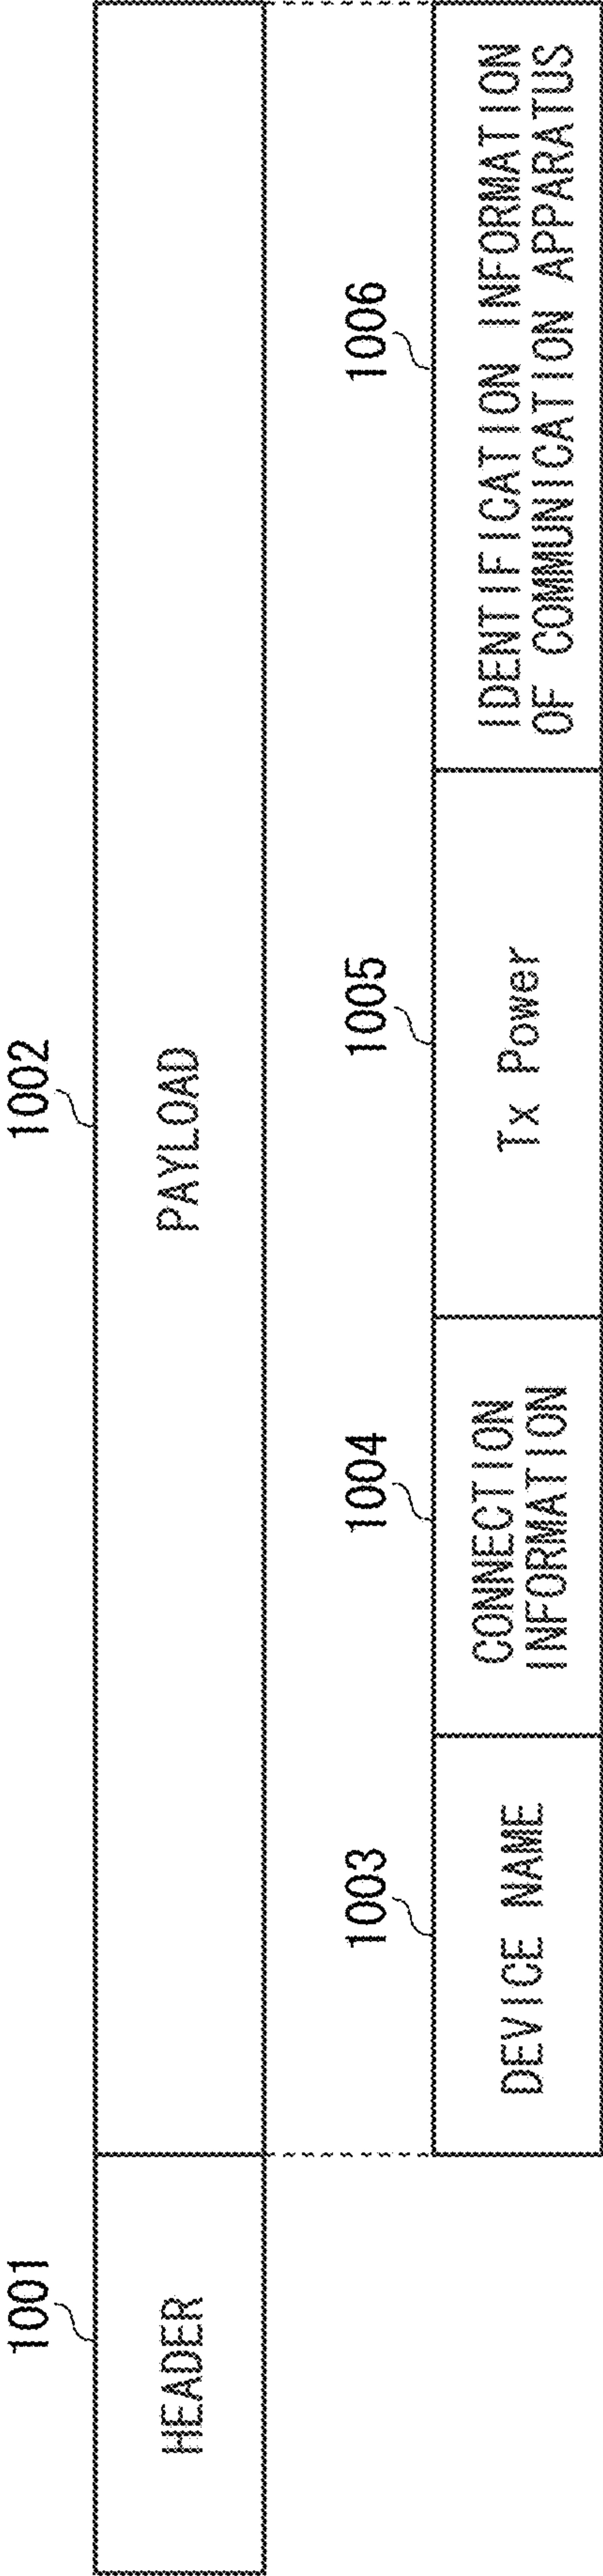 1001
1002
HEADER
PAYLOAD
1003
1004
1005
1006
DEVICE NAME
CONNECTION
INFORMATION
Tx Power
IDENTIFICATION INFORMATION
OF COMMUNICATION APPARATUS